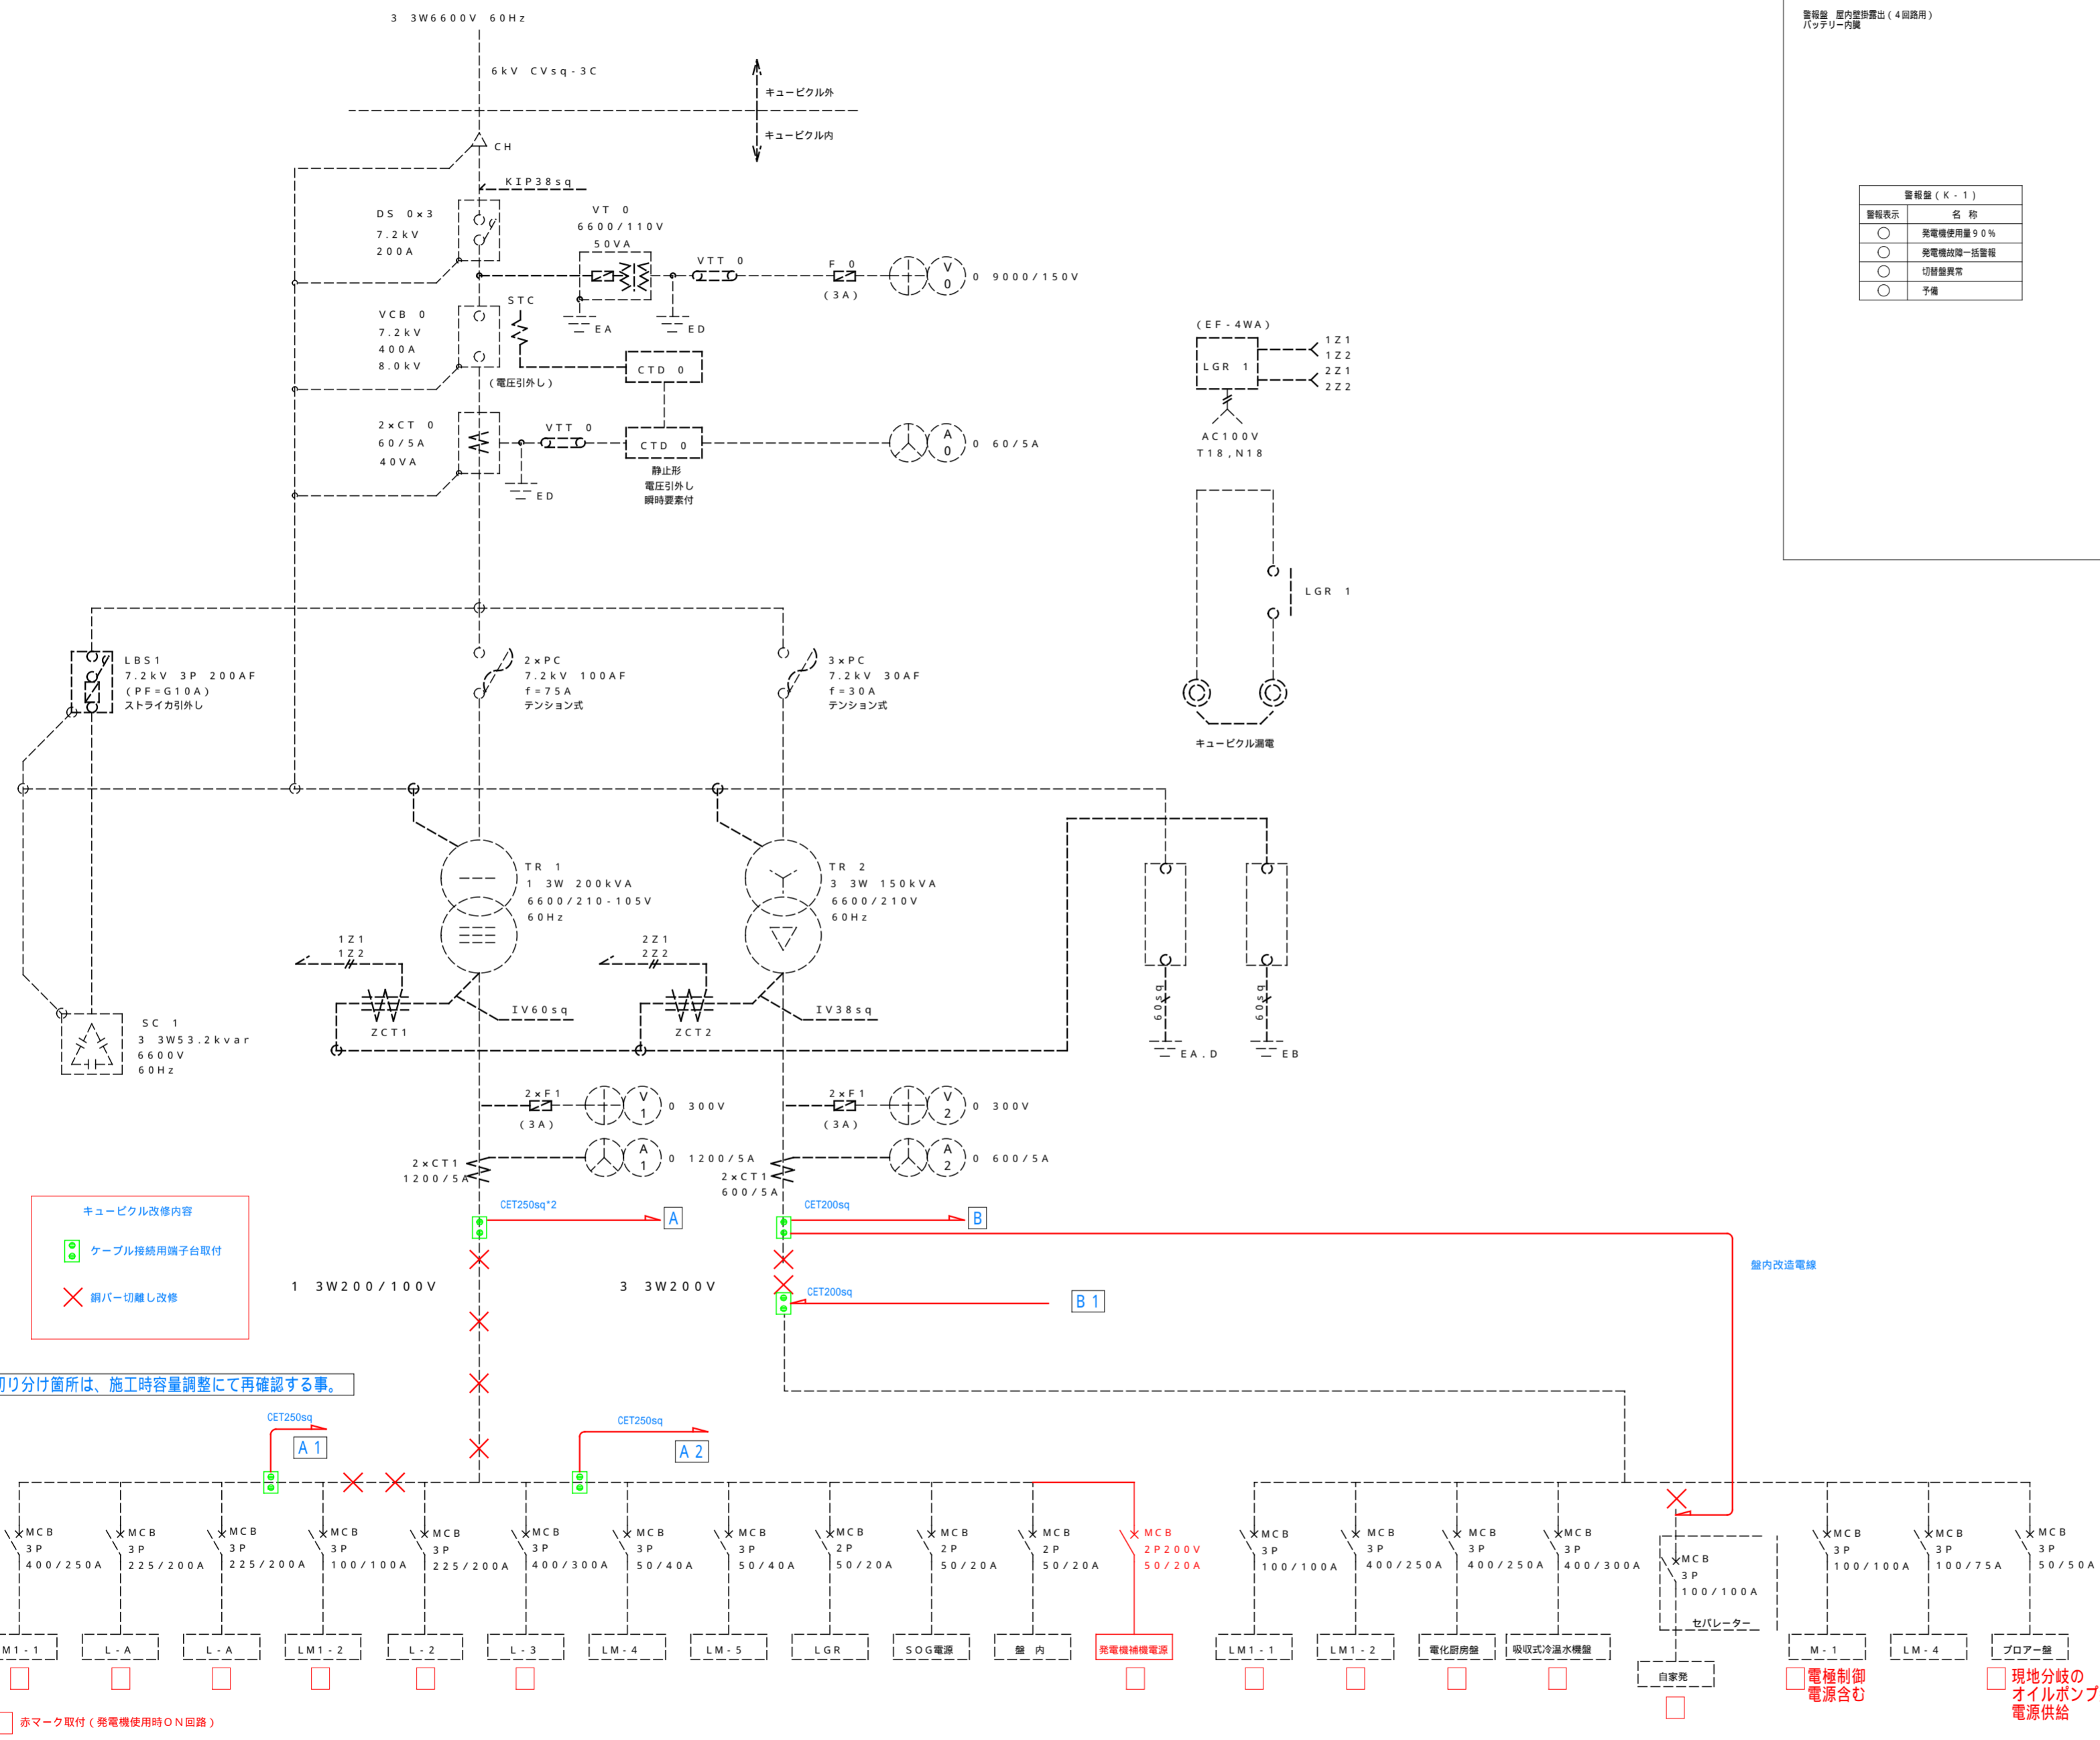 3 3W6600V 60Hz
6kV CVsq-3C
キュービクル外
キュービクル内
CH
KIP38sq
DS 0×3
7.2kV
200A
VT 0
6600/110V
50VA
VTT 0
F 0
(3A)
V
0
0 9000/150V
EA
ED
STC
VCB 0
7.2kV
400A
8.0kV
(電圧引外し)
CTD 0
2×CT 0
60/5A
40VA
VTT 0
CTD 0
A
0
0 60/5A
ED
静止形
電圧引外し
瞬時要素付
警報盤 屋内壁掛露出(4回路用)
バッテリー内臓
警報盤(K-1)
警報表示 名 称
発電機使用量90%
発電機故障一括警報
切替盤異常
予備
(EF-4WA)
LGR 1
1Z1
1Z2
2Z1
2Z2
AC100V
T18,N18
LGR 1
キュービクル漏電
LBS1
7.2kV 3P 200AF
(PF=G10A)
ストライカ引外し
2×PC
7.2kV 100AF
f=75A
テンション式
3×PC
7.2kV 30AF
f=30A
テンション式
TR 1
1 3W 200kVA
6600/210-105V
60Hz
TR 2
3 3W 150kVA
6600/210V
60Hz
1Z1
1Z2
2Z1
2Z2
ZCT1
IV60sq
ZCT2
IV38sq
60sq
60sq
EA.D
EB
SC 1
3 3W53.2kvar
6600V
60Hz
2×F1
(3A)
V
1
0 300V
2×F1
(3A)
V
2
0 300V
2×CT1
1200/5A
A
1
0 1200/5A
2×CT1
600/5A
A
2
0 600/5A
CET250sq*2
A
CET200sq
B
キュービクル改修内容
ケーブル接続用端子台取付
銅バー切離し改修
1 3W200/100V
3 3W200V
CET200sq
B1
盤内改造電線
切り分け箇所は、施工時容量調整にて再確認する事。
CET250sq
A1
CET250sq
A2
MCB
3P
400/250A
MCB
3P
225/200A
MCB
3P
225/200A
MCB
3P
100/100A
MCB
3P
225/200A
MCB
3P
400/300A
MCB
3P
50/40A
MCB
3P
50/40A
MCB
2P
50/20A
MCB
2P
50/20A
MCB
2P
50/20A
MCB
2P200V
50/20A
MCB
3P
100/100A
MCB
3P
400/250A
MCB
3P
400/250A
MCB
3P
400/300A
MCB
3P
100/100A
セパレーター
MCB
3P
100/100A
MCB
3P
100/75A
MCB
3P
50/50A
M1-1
L-A
L-A
LM1-2
L-2
L-3
LM-4
LM-5
LGR
SOG電源
盤 内
発電機補機電源
LM1-1
LM1-2
電化厨房盤
吸収式冷温水機盤
自家発
M-1
LM-4
ブロアー盤
電極制御
電源含む
現地分岐の
オイルポンプ
電源供給
赤マーク取付(発電機使用時ON回路)